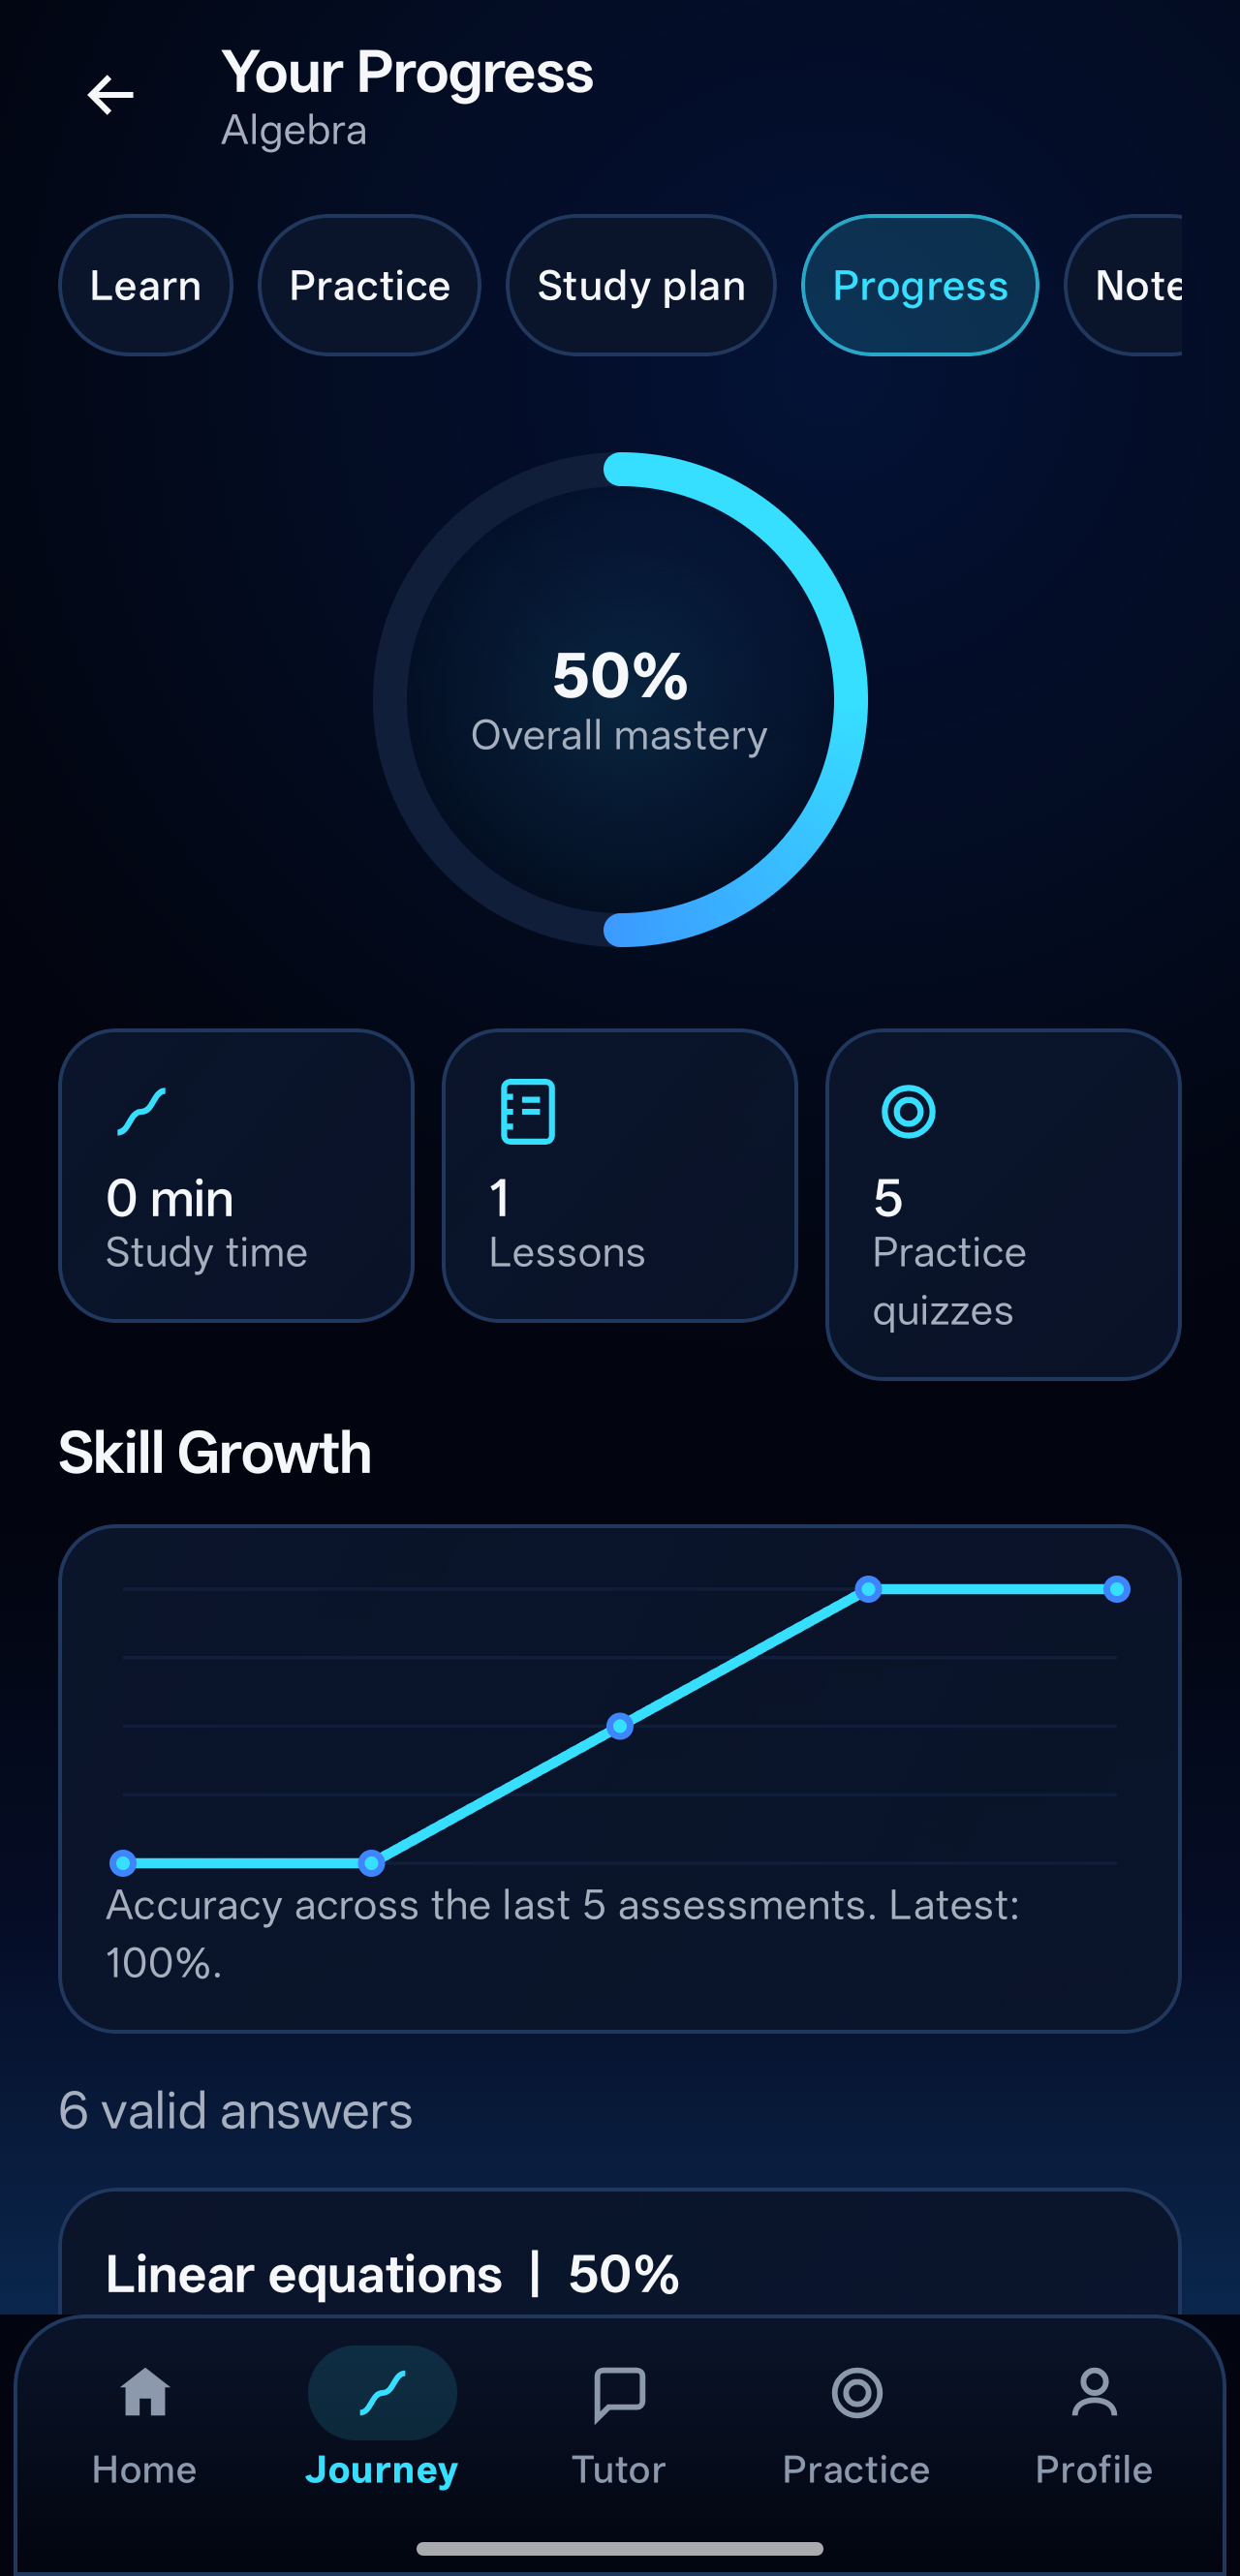 Your Progress
Algebra
Learn Practice Study plan Progress Note
50%
Overall mastery
0 min
Study time
1
Lessons
5
Practice
quizzes
Skill Growth
Accuracy across the last 5 assessments. Latest:
100%.
6 valid answers
Linear equations | 50%
Home Journey Tutor Practice Profile